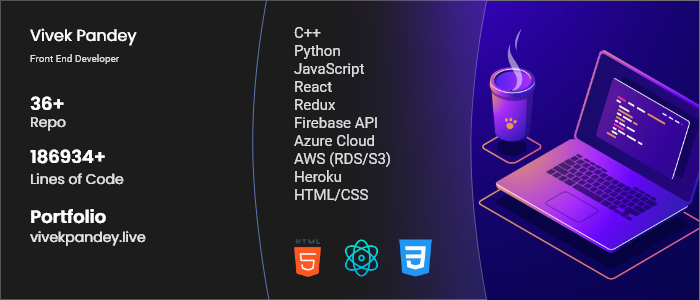 Vivek Pandey
Front End Developer
36+
Repo
186934+
Lines of Code
Portfolio
vivekpandey.live
C++
Python
JavaScript
React
Redux
Firebase API
Azure Cloud
AWS (RDS/S3)
Heroku
HTML/CSS
HTML
5
3